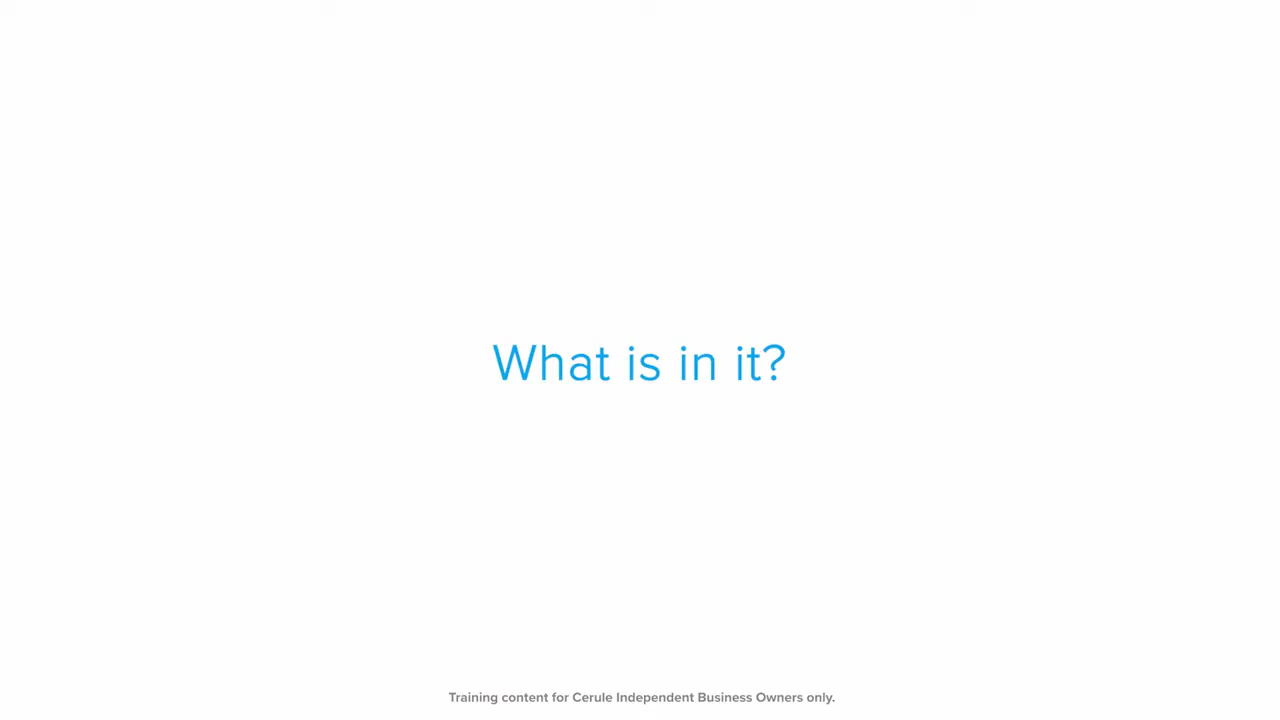 What is in it?
Training content for Cerule Independent Business Owners only.